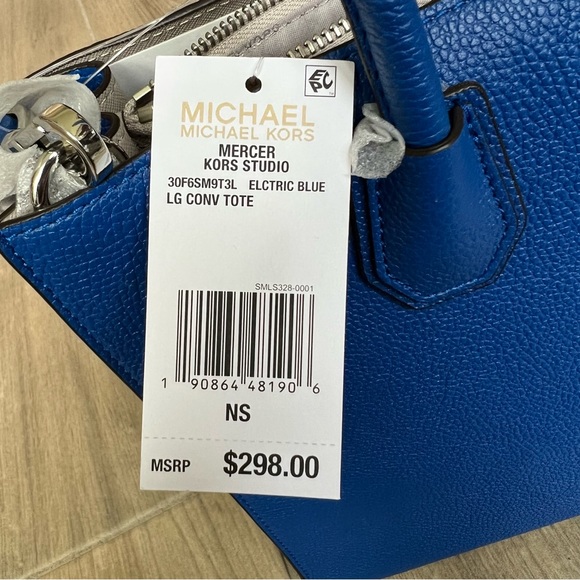 EPC
MICHAEL
MICHAEL KORS
MERCER
KORS STUDIO
30F6SM9T3L ELCTRIC BLUE
LG CONV TOTE
SMLS328-0001
1 90864 48190 6
NS
MSRP $298.00